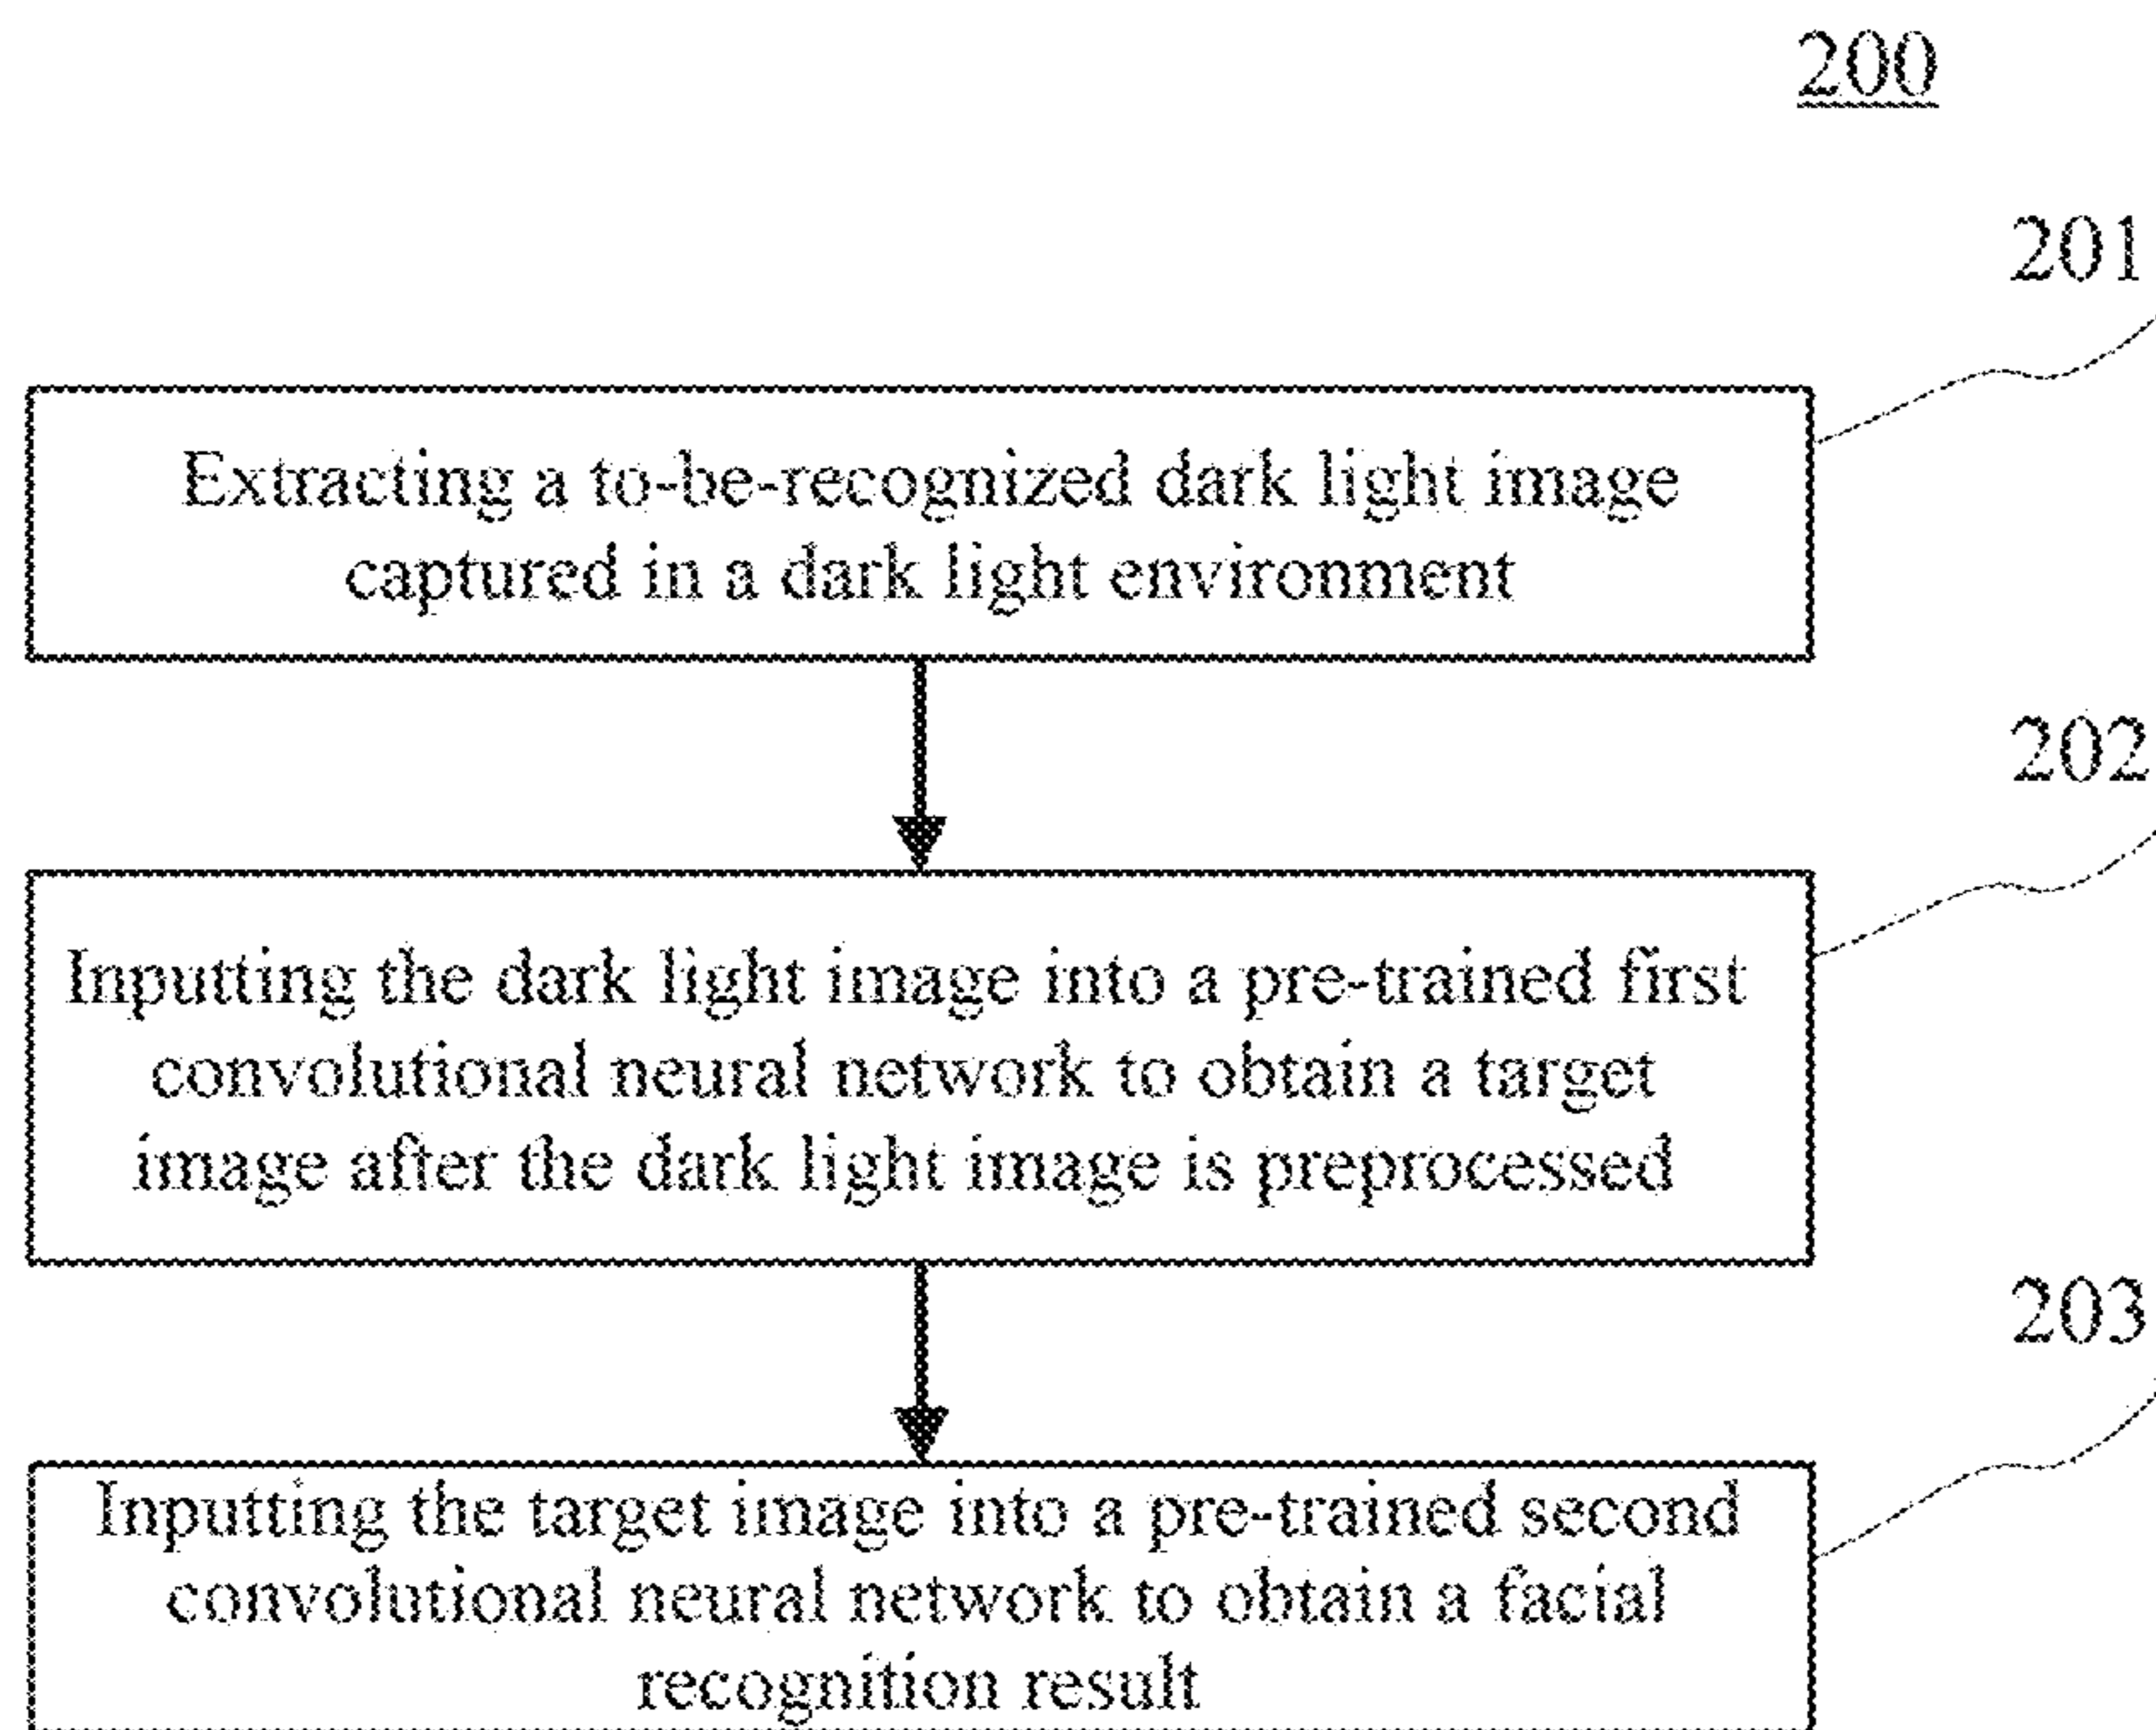 200
201
Extracting a to-be-recognized dark light image
captured in a dark light environment
202
Inputting the dark light image into a pre-trained first
convolutional neural network to obtain a target
image after the dark light image is preprocessed
203
Inputting the target image into a pre-trained second
convolutional neural network to obtain a facial
recognition result